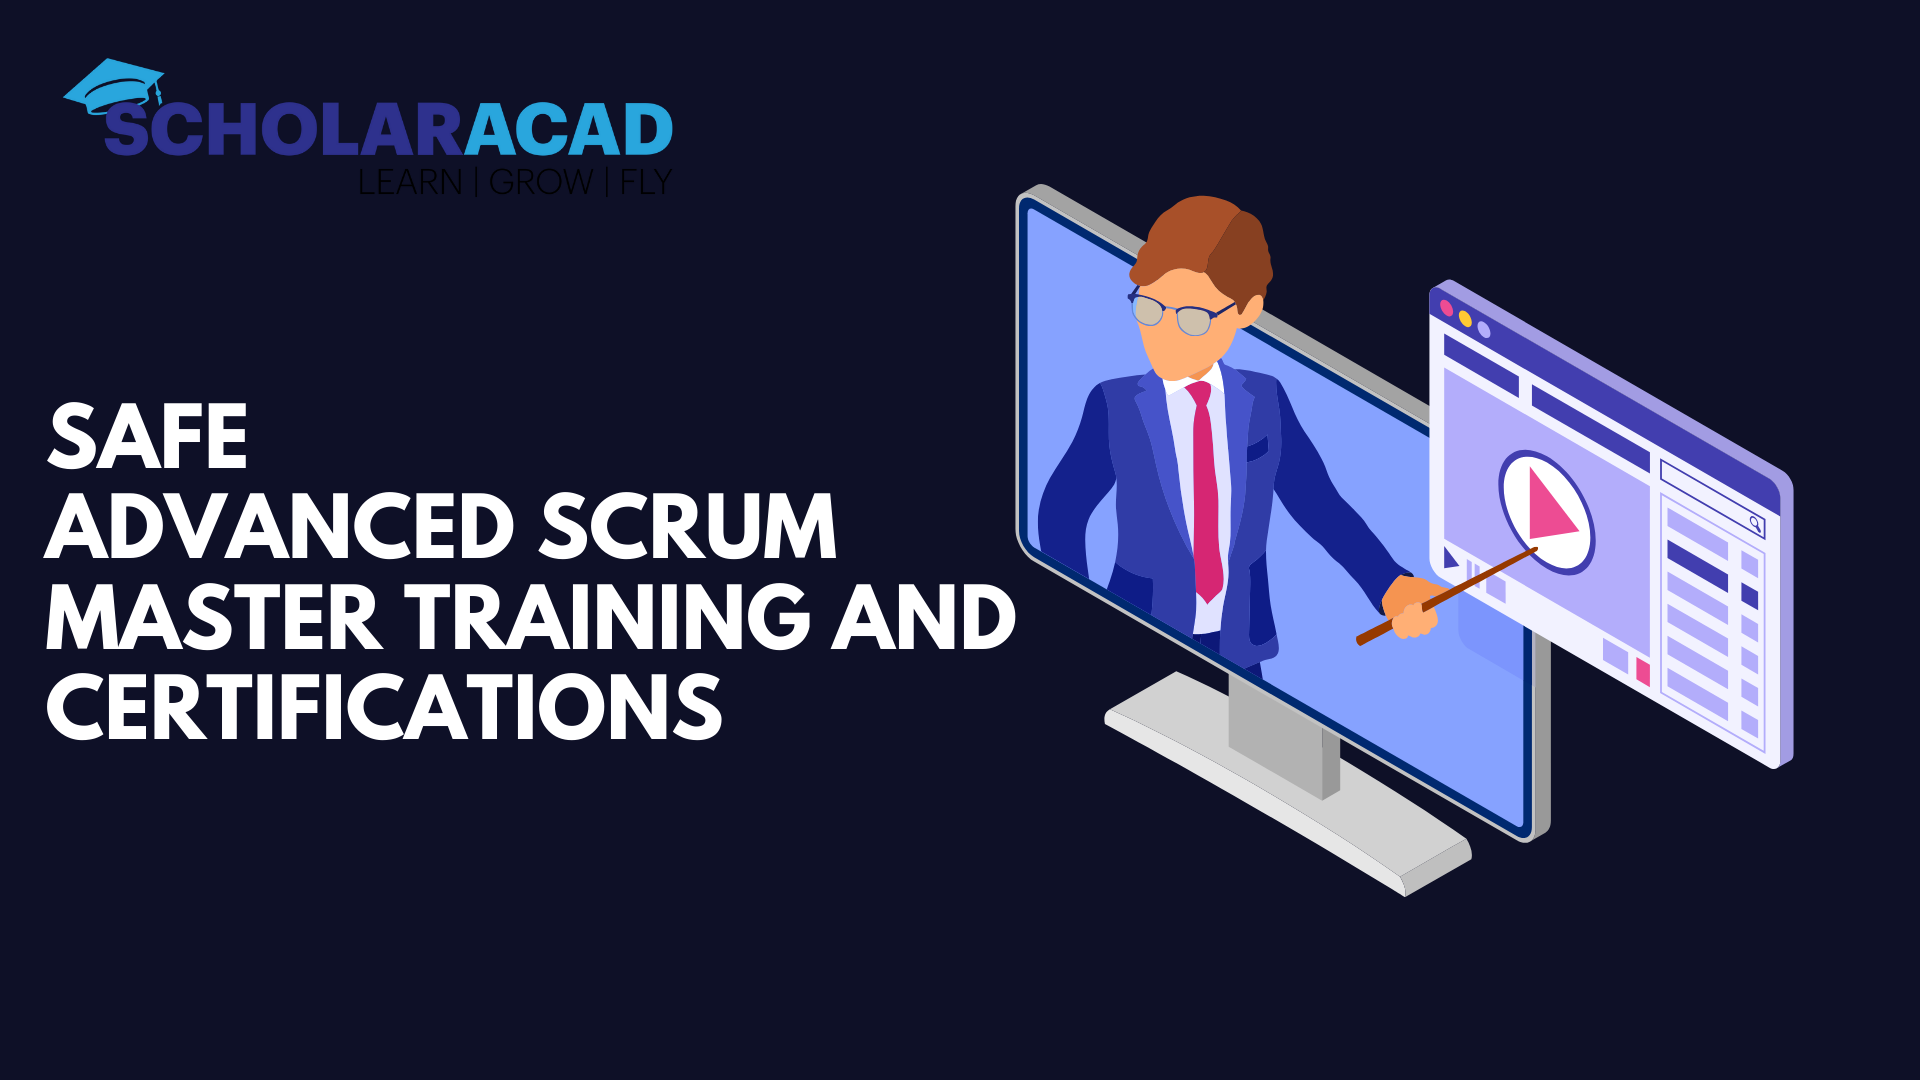 SCHOLARACAD
LEARN | GROW | FLY
SAFE
ADVANCED SCRUM
MASTER TRAINING AND
CERTIFICATIONS